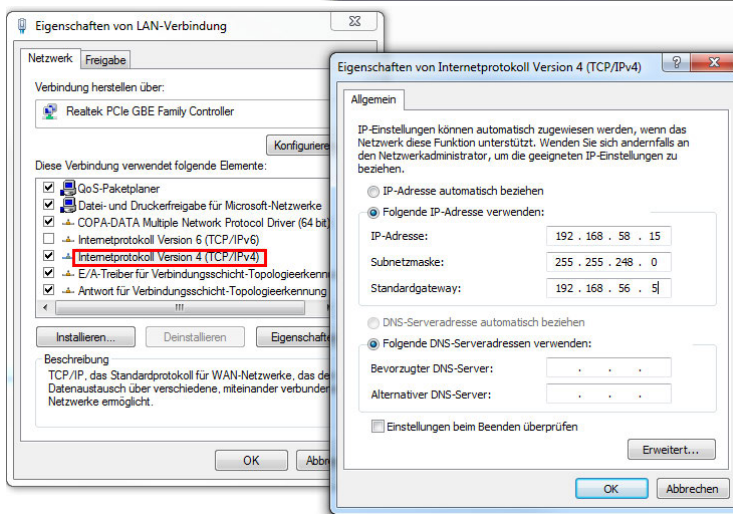 Eigenschaften von LAN-Verbindung
Netzwerk Freigabe
Verbindung herstellen über:
Realtek PCIe GBE Family Controller
Diese Verbindung verwendet folgende Elemente:
QoS-Paketplaner
Datei- und Druckerfreigabe für Microsoft-Netzwerke
COPA-DATA Multiple Network Protocol Driver (64 bit)
Internetprotokoll Version 6 (TCP/IPv6)
Internetprotokoll Version 4 (TCP/IPv4)
E/A-Treiber für Verbindungsschicht-Topologieerkenn
Antwort für Verbindungsschicht-Topologieerkennung
Installieren... Deinstallieren
Beschreibung
TCP/IP, das Standardprotokoll für WAN-Netzwerke, das
Datenaustausch über verschiedene, miteinander
Netzwerke ermöglicht.
OK
Eigenschaften von Internetprotokoll Version 4 (TCP/IPv4)
Allgemein
IP-Einstellungen können automatisch zugewiesen werden, wenn das
Netzwerk diese Funktion unterstützt. Wenden Sie sich andernfalls an
den Netzwerkadministrator, um die geeigneten IP-Einstellungen zu
beziehen.
IP-Adresse automatisch beziehen
Folgende IP-Adresse verwenden:
IP-Adresse: 192 . 168 . 58 . 15
Subnetzmaske: 255 . 255 . 248 . 0
Standardgateway: 192 . 168 . 56 . 5
DNS-Serveradresse automatisch beziehen
Folgende DNS-Serveradressen verwenden:
Bevorzugter DNS-Server: . . .
Alternativer DNS-Server: . . .
Einstellungen beim Beenden überprüfen
Erweitert...
OK Abbrechen